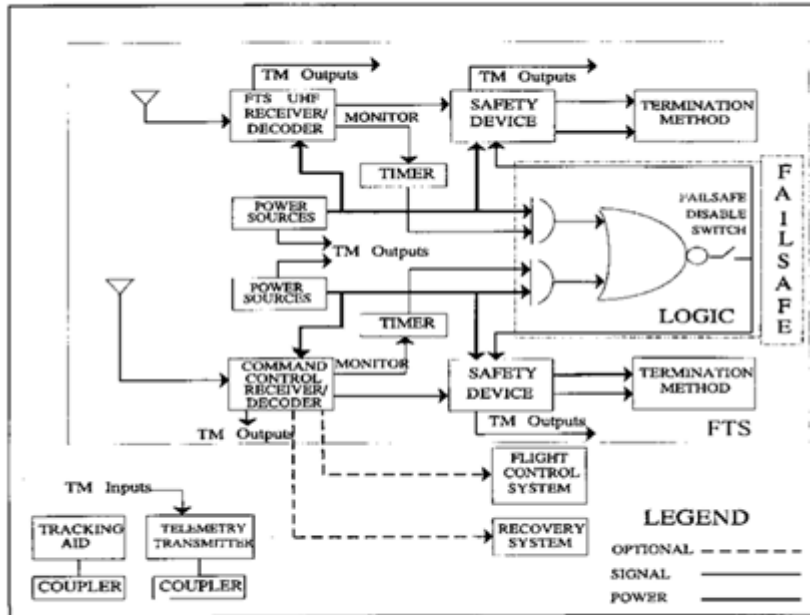 TM Outputs
FTS UHF
RECEIVER/
DECODER
MONITOR
TM Outputs
SAFETY
DEVICE
TERMINATION
METHOD
TIMER
POWER
SOURCES
TM Outputs
POWER
SOURCES
TIMER
FAILSAFE
DISABLE
SWITCH
LOGIC
FAILSAFE
COMMAND
CONTROL
RECEIVER/
DECODER
MONITOR
TM Outputs
SAFETY
DEVICE
TM Outputs
TERMINATION
METHOD
FTS
FLIGHT
CONTROL
SYSTEM
RECOVERY
SYSTEM
TM Inputs
TRACKING
AID
COUPLER
TELEMETRY
TRANSMITTER
COUPLER
LEGEND
OPTIONAL
SIGNAL
POWER